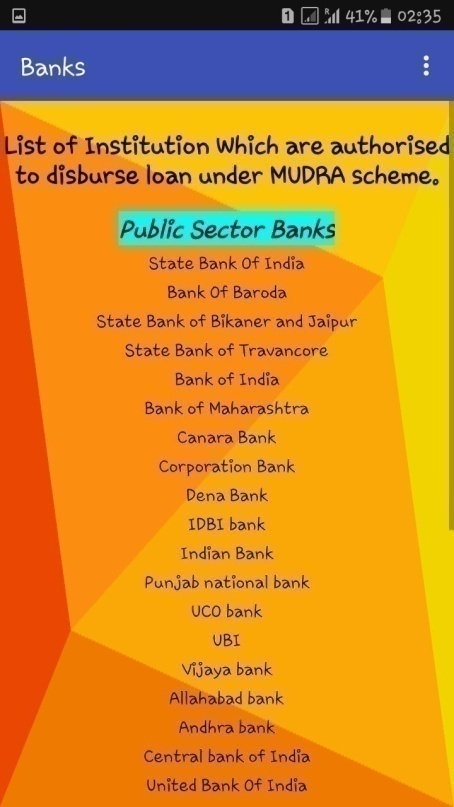 1 41% 02:35
Banks
List of Institution Which are authorised
to disburse loan under MUDRA scheme.
Public Sector Banks
State Bank Of India
Bank Of Baroda
State Bank of Bikaner and Jaipur
State Bank of Travancore
Bank of India
Bank of Maharashtra
Canara Bank
Corporation Bank
Dena Bank
IDBI bank
Indian Bank
Punjab national bank
UCO bank
UBI
Vijaya bank
Allahabad bank
Andhra bank
Central bank of India
United Bank Of India